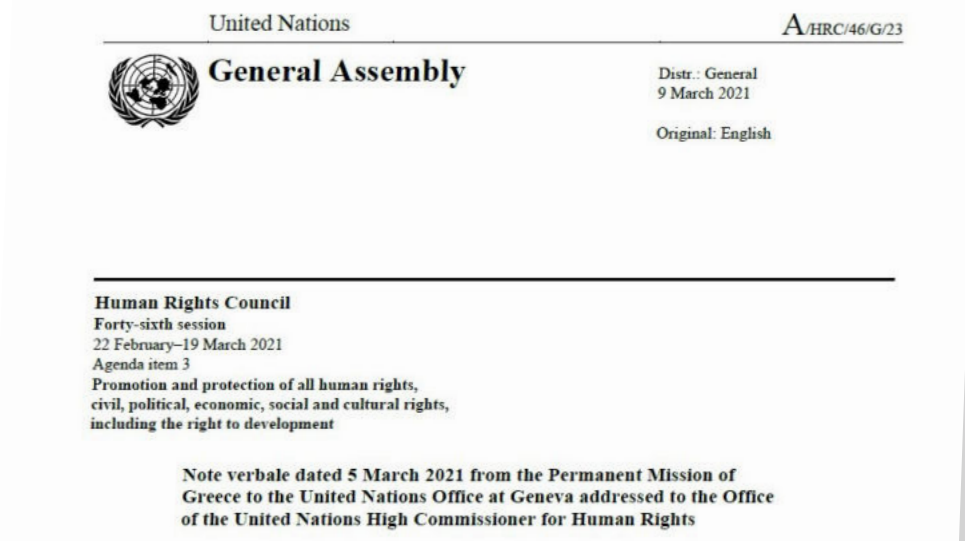 United Nations
A/HRC/46/G/23
General Assembly
Distr.: General
9 March 2021
Original: English
Human Rights Council
Forty-sixth session
22 February–19 March 2021
Agenda item 3
Promotion and protection of all human rights,
civil, political, economic, social and cultural rights,
including the right to development
Note verbale dated 5 March 2021 from the Permanent Mission of
Greece to the United Nations Office at Geneva addressed to the Office
of the United Nations High Commissioner for Human Rights